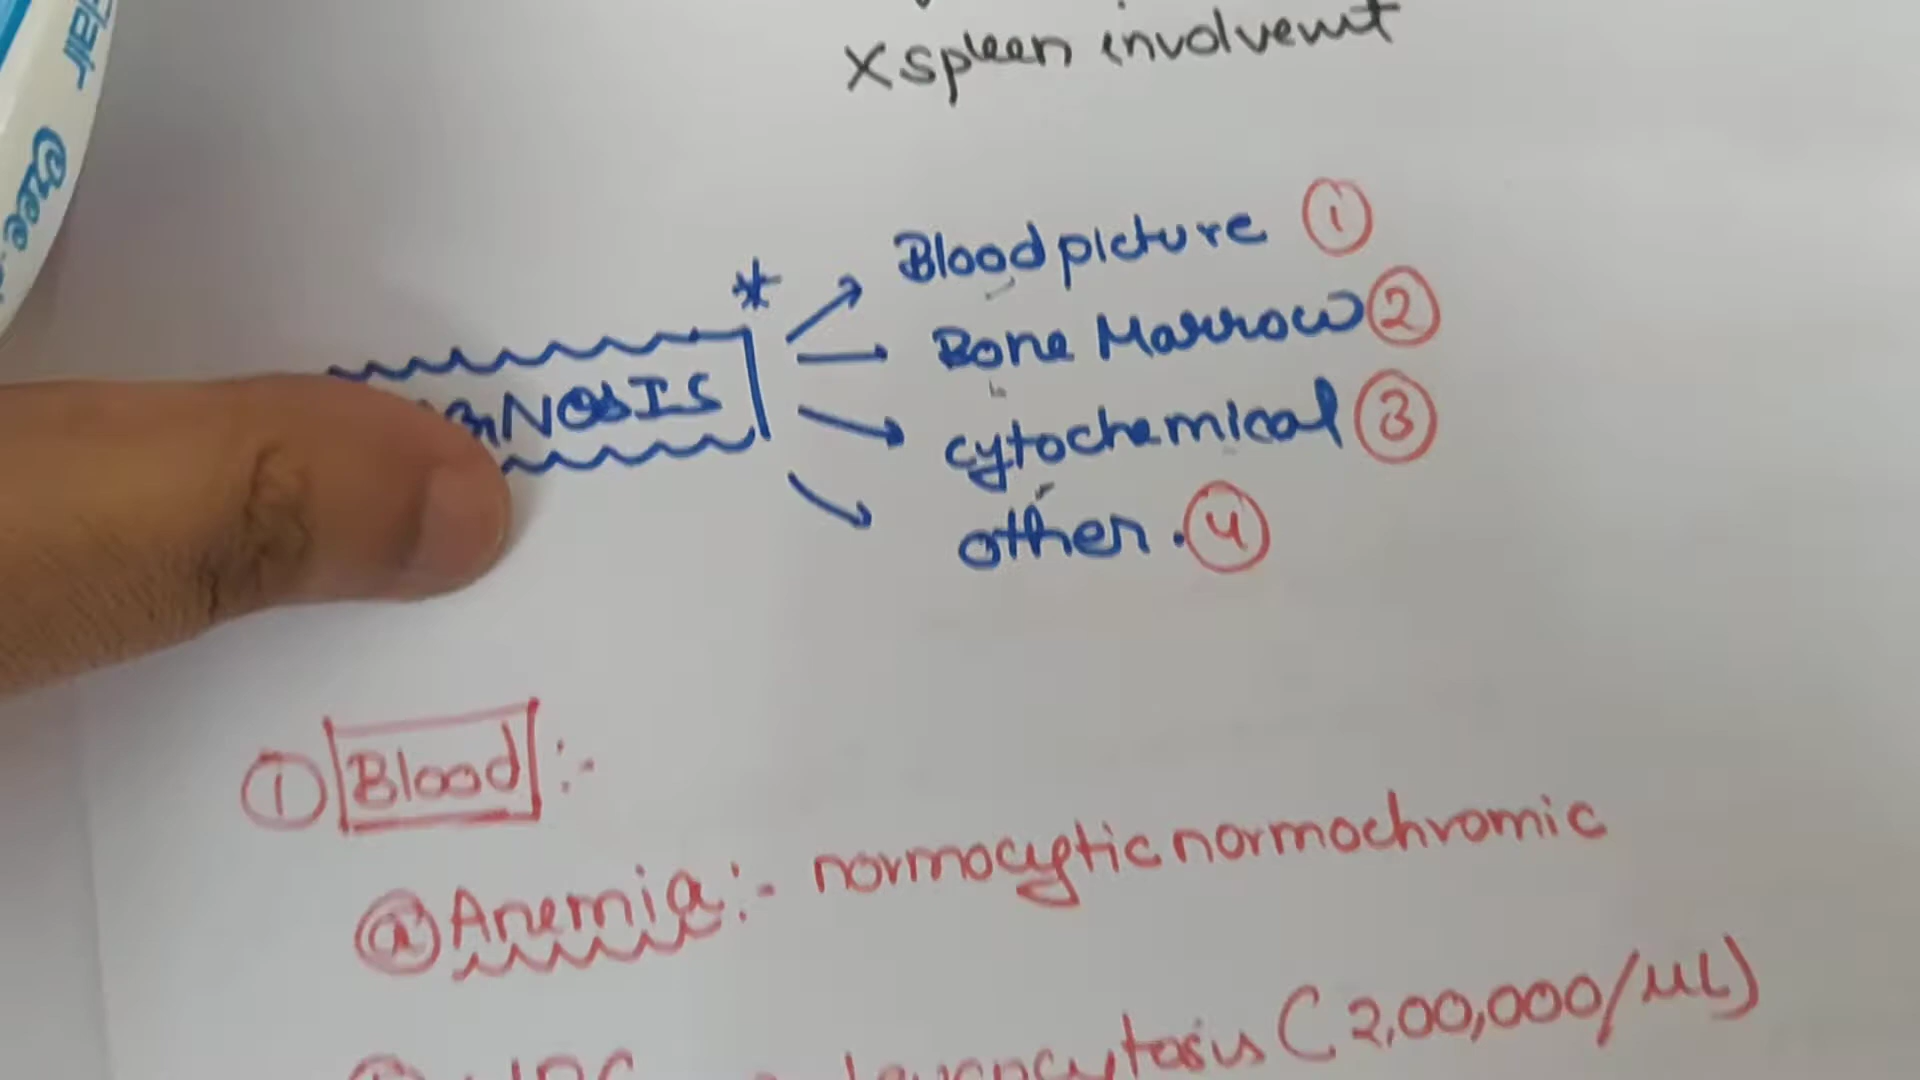 X spleen involvemt
* Blood picture ①
Bone Marrow ②
cytochemical ③
other. ④
① Blood :-
ⓐ Anemia :- normocytic normochromic
(2,00,000/µL)